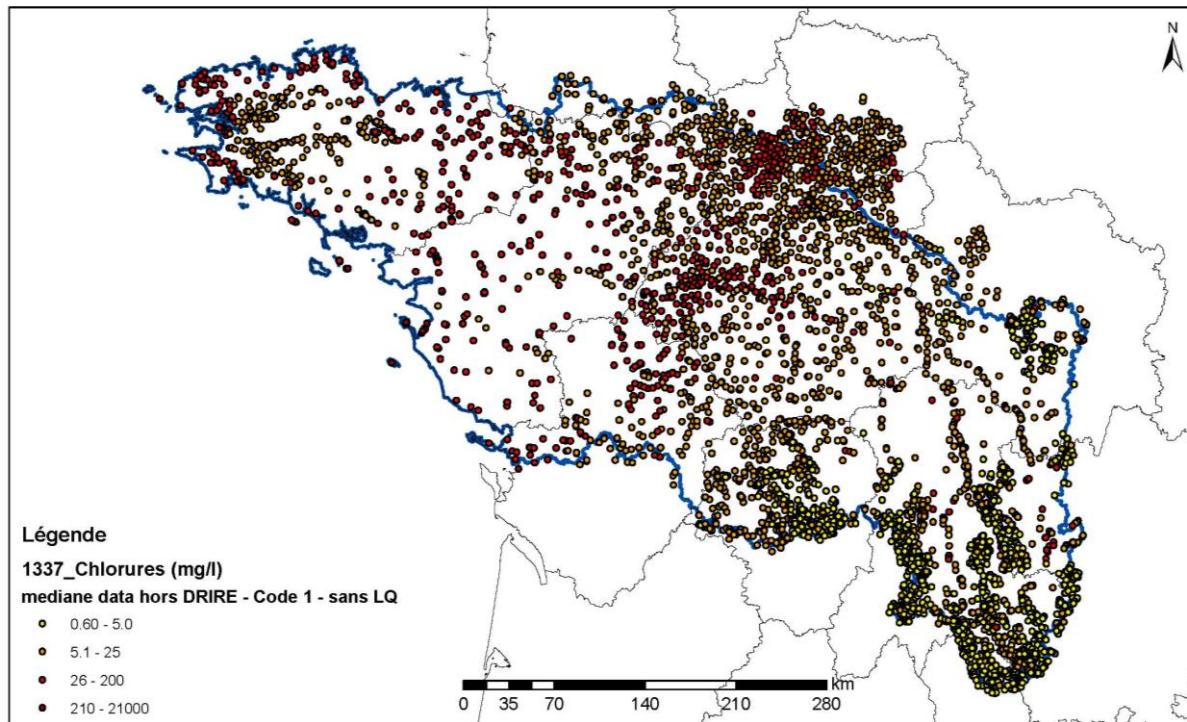 N
Légende
1337_Chlorures (mg/l)
mediane data hors DRIRE - Code 1 - sans LQ
0.60 - 5.0
5.1 - 25
26 - 200
210 - 21000
km
0 35 70 140 210 280